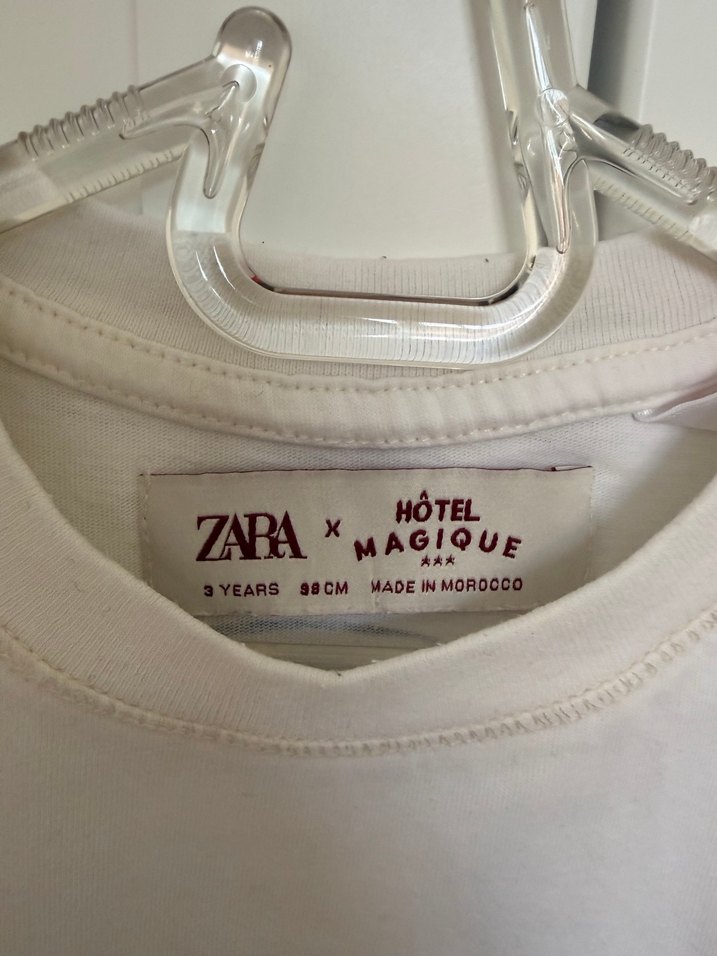 ZARA x HÔTEL MAGIQUE
3 YEARS 98 CM MADE IN MOROCCO